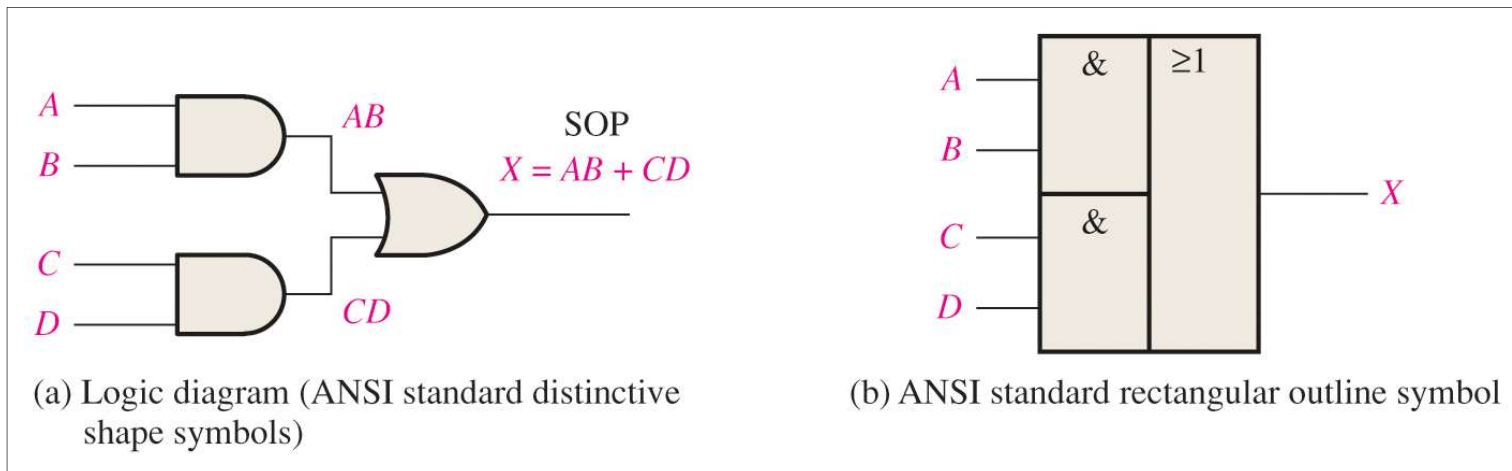 A
B
AB
SOP
X = AB + CD
C
D
CD
(a) Logic diagram (ANSI standard distinctive
shape symbols)
&
≥1
A
B
X
&
C
D
(b) ANSI standard rectangular outline symbol